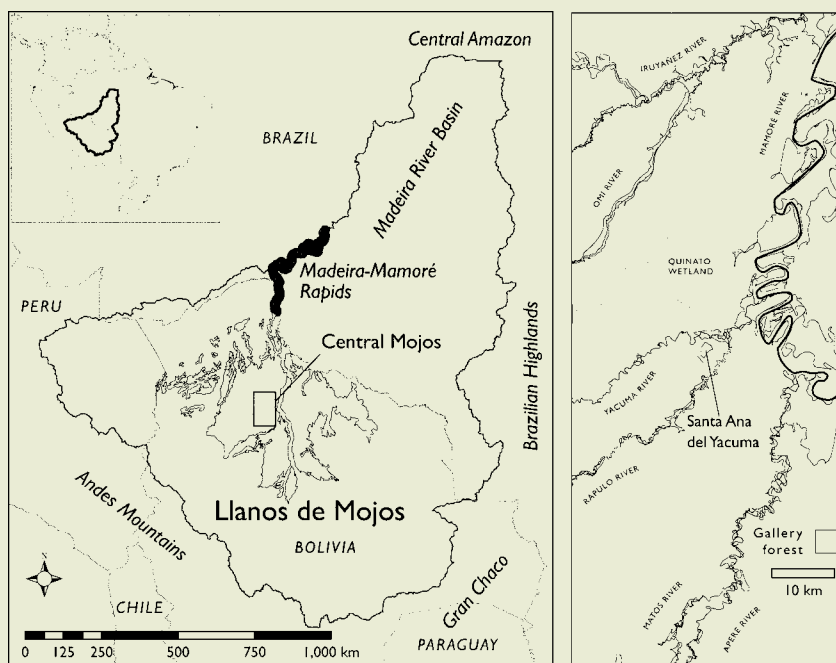 Central Amazon
BRAZIL
Madeira River Basin
Madeira-Mamoré
Rapids
PERU
Central Mojos
Brazilian Highlands
Andes Mountains
Llanos de Mojos
BOLIVIA
N
Gran Chaco
CHILE
PARAGUAY
0 125 250 500 750 1,000 km
IRUYAÑEZ RIVER
MAMORÉ RIVER
OMI RIVER
QUINATO
WETLAND
YACUMA RIVER
Santa Ana
del Yacuma
RAPULO RIVER
Gallery
forest
10 km
MATOS RIVER
APERE RIVER